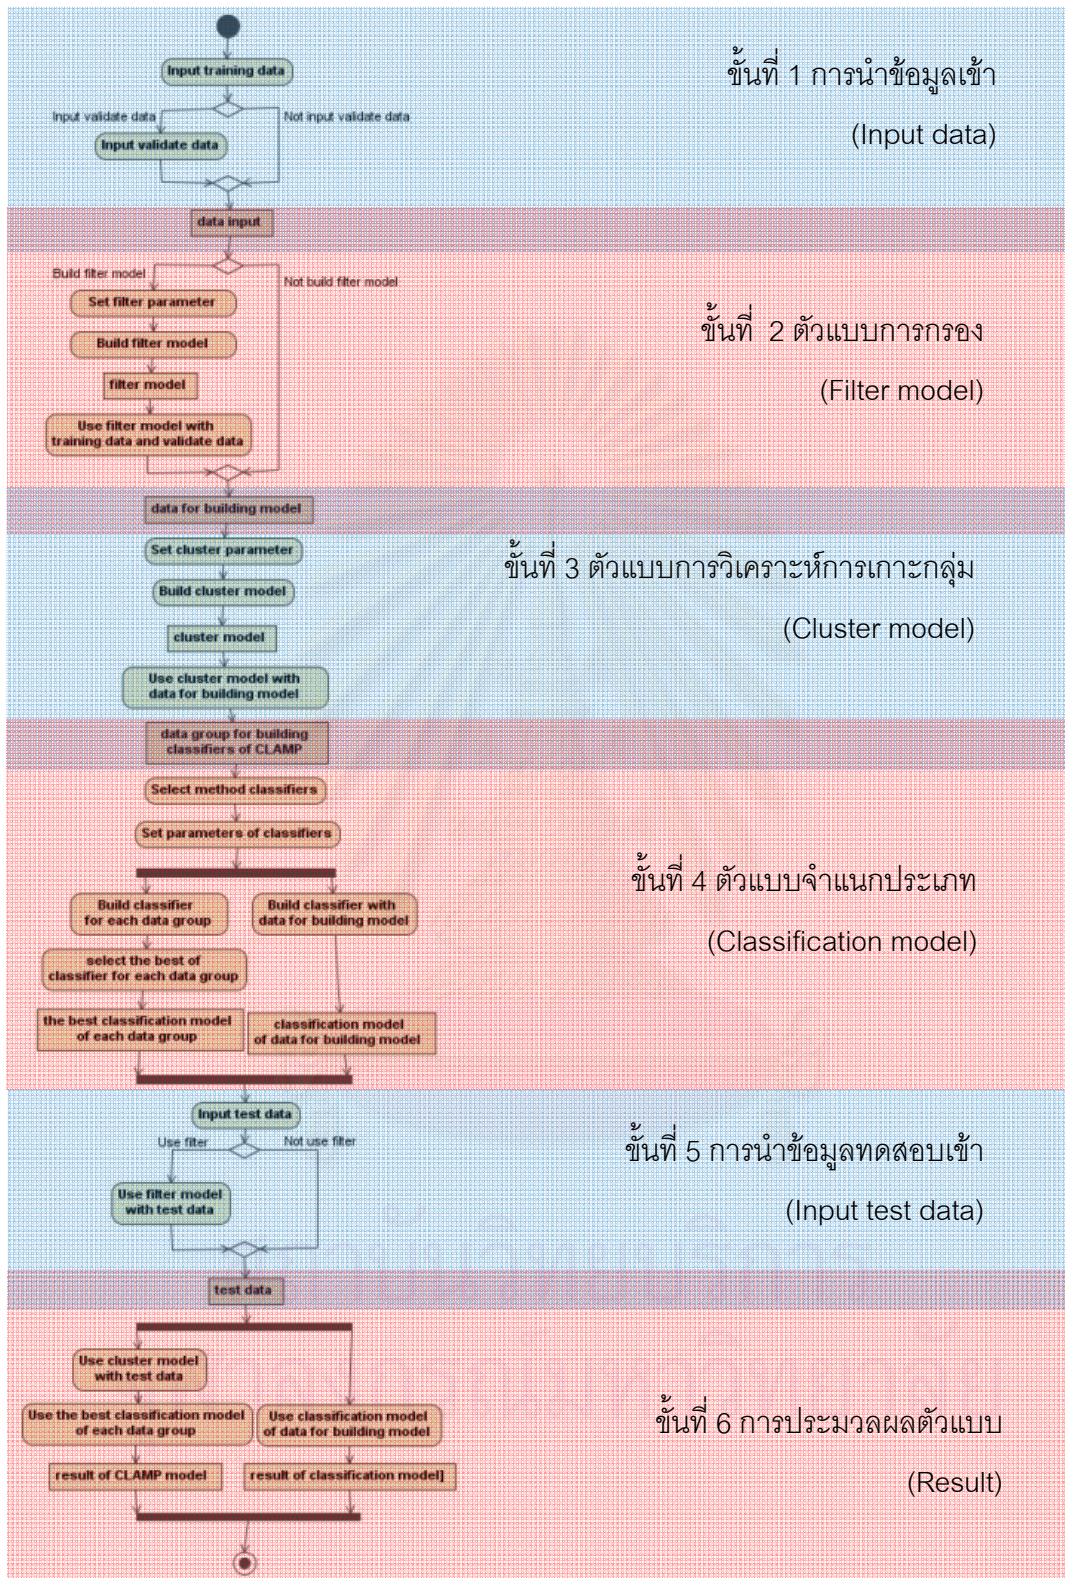 Input training data
ขั้นที่ 1 การนำข้อมูลเข้า
(Input data)
Input validate data
Not input validate data
Input validate data
data input
Build filter model
Not build filter model
Set filter parameter
Build filter model
filter model
Use filter model with
training data and validate data
ขั้นที่ 2 ตัวแบบการกรอง
(Filter model)
data for building model
Set cluster parameter
Build cluster model
cluster model
Use cluster model with
data for building model
ขั้นที่ 3 ตัวแบบการวิเคราะห์การเกาะกลุ่ม
(Cluster model)
data group for building
classifiers of CLAMP
Select method classifiers
Set parameters of classifiers
Build classifier
for each data group
Build classifier with
data for building model
select the best of
classifier for each data group
the best classification model
of each data group
classification model
of data for building model
ขั้นที่ 4 ตัวแบบจำแนกประเภท
(Classification model)
Input test data
Use filter
Not use filter
Use filter model
with test data
ขั้นที่ 5 การนำข้อมูลทดสอบเข้า
(Input test data)
test data
Use cluster model
with test data
Use the best classification model
of each data group
Use classification model
of data for building model
result of CLAMP model
result of classification model]
ขั้นที่ 6 การประมวลผลตัวแบบ
(Result)